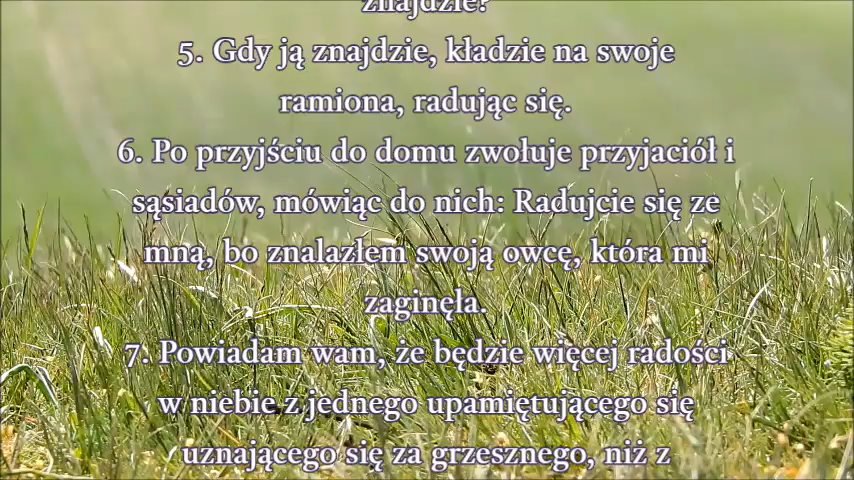 znajdzie?
5. Gdy ją znajdzie, kładzie na swoje
ramiona, radując się.
6. Po przyjściu do domu zwołuje przyjaciół i
sąsiadów, mówiąc do nich: Radujcie się ze
mną, bo znalazłem swoją owcę, która mi
zaginęła.
7. Powiadam wam, że będzie więcej radości
w niebie z jednego upamiętującego się
uznającego się za grzesznego, niż z